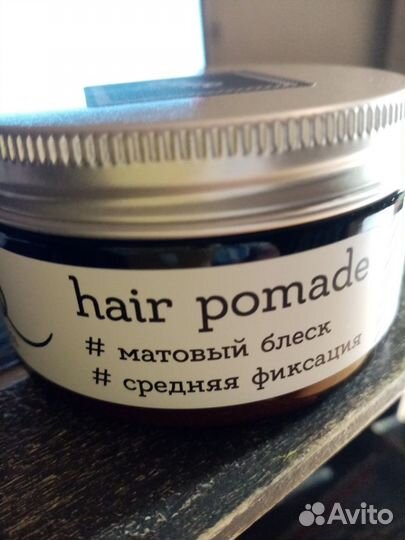 hair pomade
# матовый блеск
# средняя фиксация
Avito